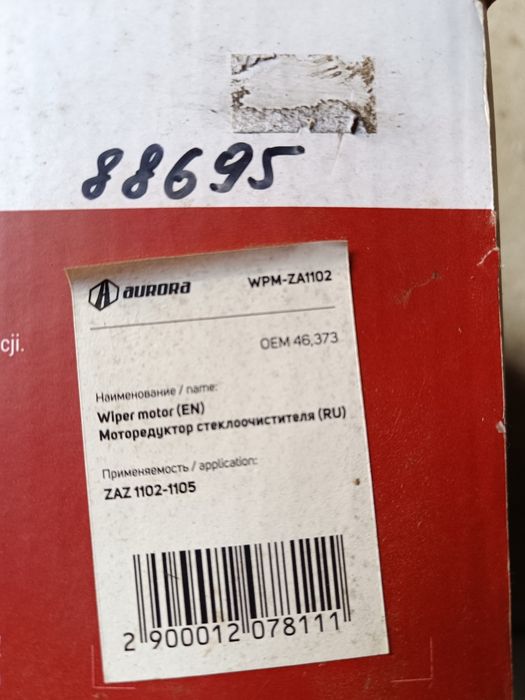 88695
cji.
AURORA WPM-ZA1102
OEM 46,373
Наименование / name:
Wiper motor (EN)
Моторедуктор стеклоочистителя (RU)
Применяемость / application:
ZAZ 1102-1105
2 900012 078111